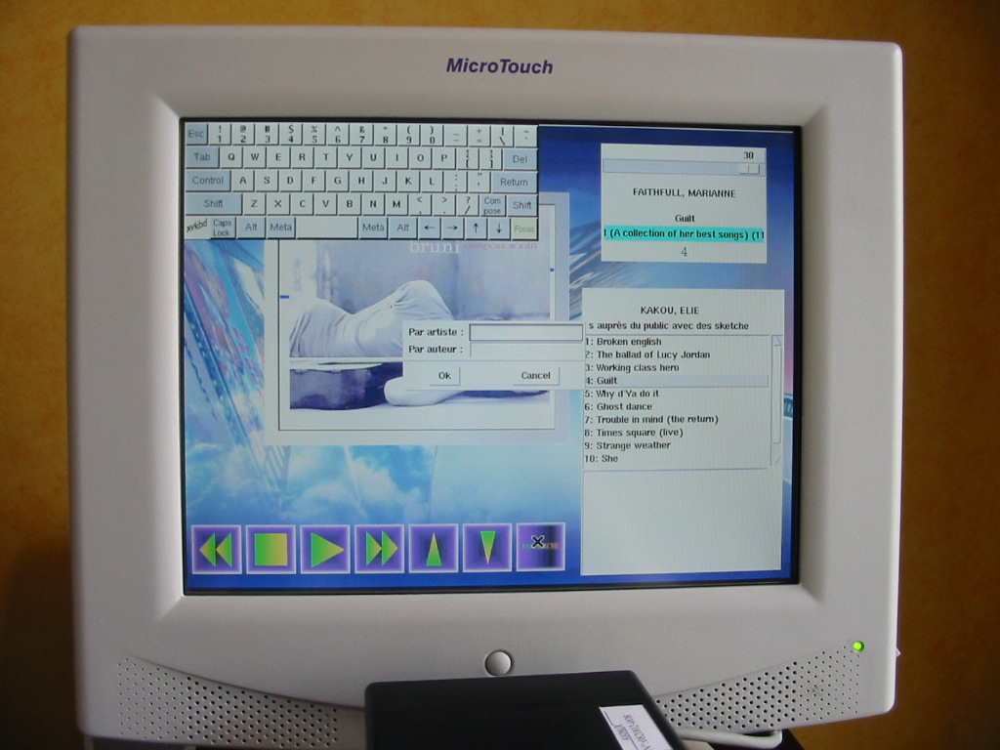 MicroTouch
Esc ! 1 @ 2 # 3 $ 4 % 5 ^ 6 & 7 * 8 ( 9 ) 0 _ - + = | \ ~ `
Tab Q W E R T Y U I O P { [ } ] Del
Control A S D F G H J K L : ; " ' Return
Shift Z X C V B N M < , > . ? / Com pose Shift
xvkbd Caps Lock Alt Meta Meta Alt ← → ↑ ↓ Focus
30
FAITHFULL, MARIANNE
Guilt
(A collection of her best songs) (11
4
bruni
quelqu'un m'a dit
KAKOU, ELIE
s auprès du public avec des sketche
1: Broken english
2: The ballad of Lucy Jordan
3: Working class hero
4: Guilt
5: Why d'Ya do it
6: Ghost dance
7: Trouble in mind (the return)
8: Times square (live)
9: Strange weather
10: She
Par artiste :
Par auteur :
Ok Cancel